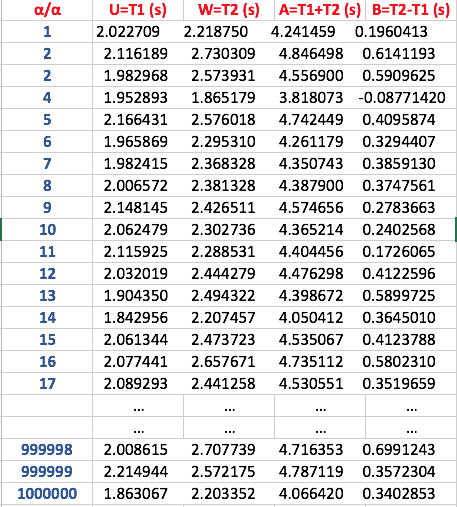 α/α U=T1 (s) W=T2 (s) A=T1+T2 (s) B=T2-T1 (s)
1 2.022709 2.218750 4.241459 0.1960413
2 2.116189 2.730309 4.846498 0.6141193
2 1.982968 2.573931 4.556900 0.5909625
4 1.952893 1.865179 3.818073 -0.08771420
5 2.166431 2.576018 4.742449 0.4095874
6 1.965869 2.295310 4.261179 0.3294407
7 1.982415 2.368328 4.350743 0.3859130
8 2.006572 2.381328 4.387900 0.3747561
9 2.148145 2.426511 4.574656 0.2783663
10 2.062479 2.302736 4.365214 0.2402568
11 2.115925 2.288531 4.404456 0.1726065
12 2.032019 2.444279 4.476298 0.4122596
13 1.904350 2.494322 4.398672 0.5899725
14 1.842956 2.207457 4.050412 0.3645010
15 2.061344 2.473723 4.535067 0.4123788
16 2.077441 2.657671 4.735112 0.5802310
17 2.089293 2.441258 4.530551 0.3519659
... ... ... ...
... ... ... ...
999998 2.008615 2.707739 4.716353 0.6991243
999999 2.214944 2.572175 4.787119 0.3572304
1000000 1.863067 2.203352 4.066420 0.3402853